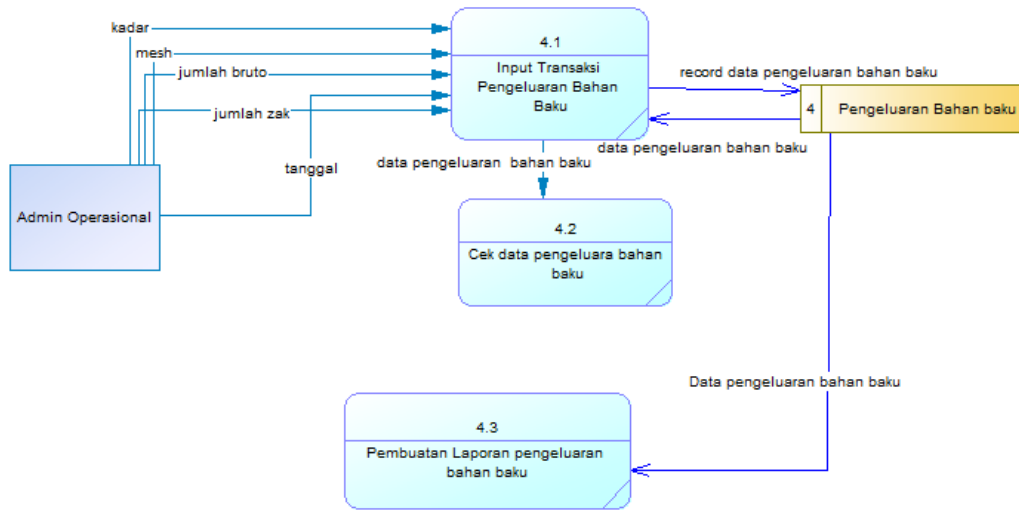 kadar
mesh
jumlah bruto
jumlah zak
tanggal
Admin Operasional
4.1
Input Transaksi
Pengeluaran Bahan
Baku
record data pengeluaran bahan baku
4
Pengeluaran Bahan baku
data pengeluaran bahan baku
data pengeluaran bahan baku
4.2
Cek data pengeluara bahan
baku
Data pengeluaran bahan baku
4.3
Pembuatan Laporan pengeluaran
bahan baku